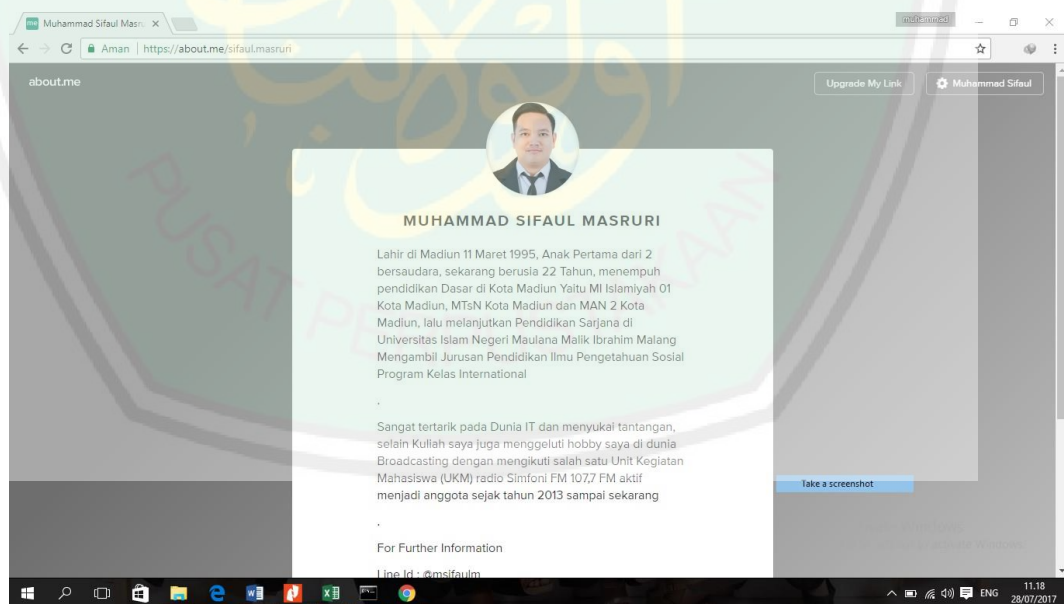 Muhammad Sifaul Masru
muhammad
Aman | https://about.me/sifaul.masruri
about.me
Upgrade My Link
Muhammad Sifaul
MUHAMMAD SIFAUL MASRURI
Lahir di Madiun 11 Maret 1995, Anak Pertama dari 2
bersaudara, sekarang berusia 22 Tahun, menempuh
pendidikan Dasar di Kota Madiun Yaitu MI Islamiyah 01
Kota Madiun, MTsN Kota Madiun dan MAN 2 Kota
Madiun, lalu melanjutkan Pendidikan Sarjana di
Universitas Islam Negeri Maulana Malik Ibrahim Malang
Mengambil Jurusan Pendidikan Ilmu Pengetahuan Sosial
Program Kelas International
.
Sangat tertarik pada Dunia IT dan menyukai tantangan,
selain Kuliah saya juga menggeluti hobby saya di dunia
Broadcasting dengan mengikuti salah satu Unit Kegiatan
Mahasiswa (UKM) radio Simfoni FM 107,7 FM aktif
menjadi anggota sejak tahun 2013 sampai sekarang
.
For Further Information
Line Id : @msifaulm
Take a screenshot
ENG
11.18
28/07/2017